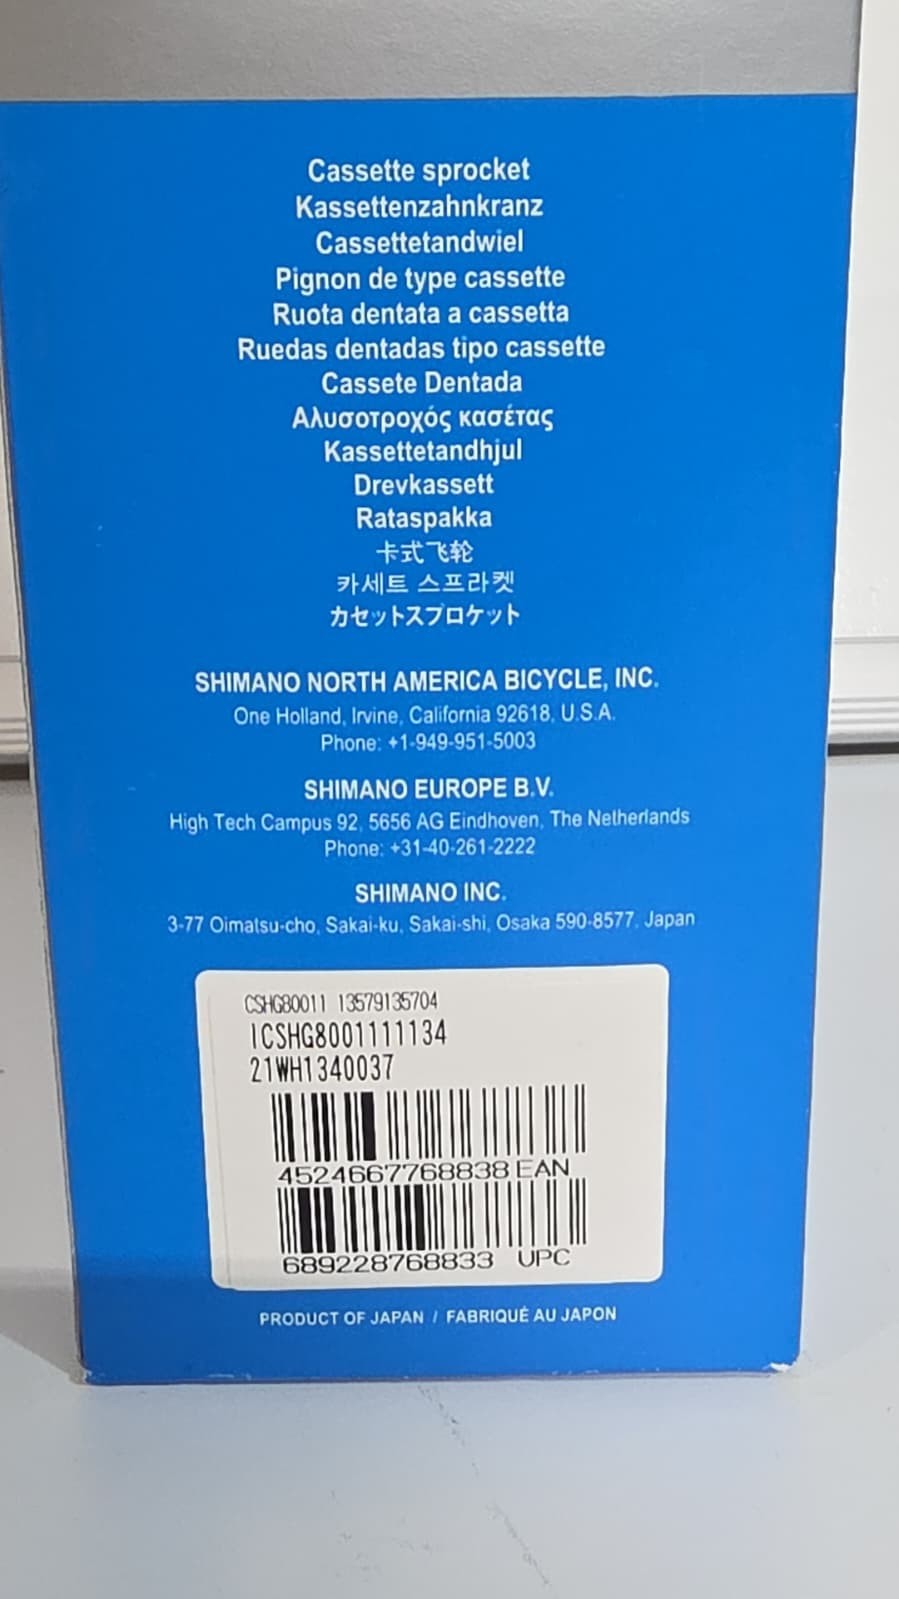 Cassette sprocket
Kassettenzahnkranz
Cassettetandwiel
Pignon de type cassette
Ruota dentata a cassetta
Ruedas dentadas tipo cassette
Cassete Dentada
Αλυσοτροχός κασέτας
Kassettetandhjul
Drevkassett
Rataspakka
卡式飞轮
카세트 스프라켓
カセットスプロケット
SHIMANO NORTH AMERICA BICYCLE, INC.
One Holland, Irvine, California 92618, U.S.A.
Phone: +1-949-951-5003
SHIMANO EUROPE B.V.
High Tech Campus 92, 5656 AG Eindhoven, The Netherlands
Phone: +31-40-261-2222
SHIMANO INC.
3-77 Oimatsu-cho, Sakai-ku, Sakai-shi, Osaka 590-8577, Japan
CSHG80011 13579135704
ICSHG8001111134
21WH1340037
4524667768838 EAN
689228768833 UPC
PRODUCT OF JAPAN / FABRIQUÉ AU JAPON